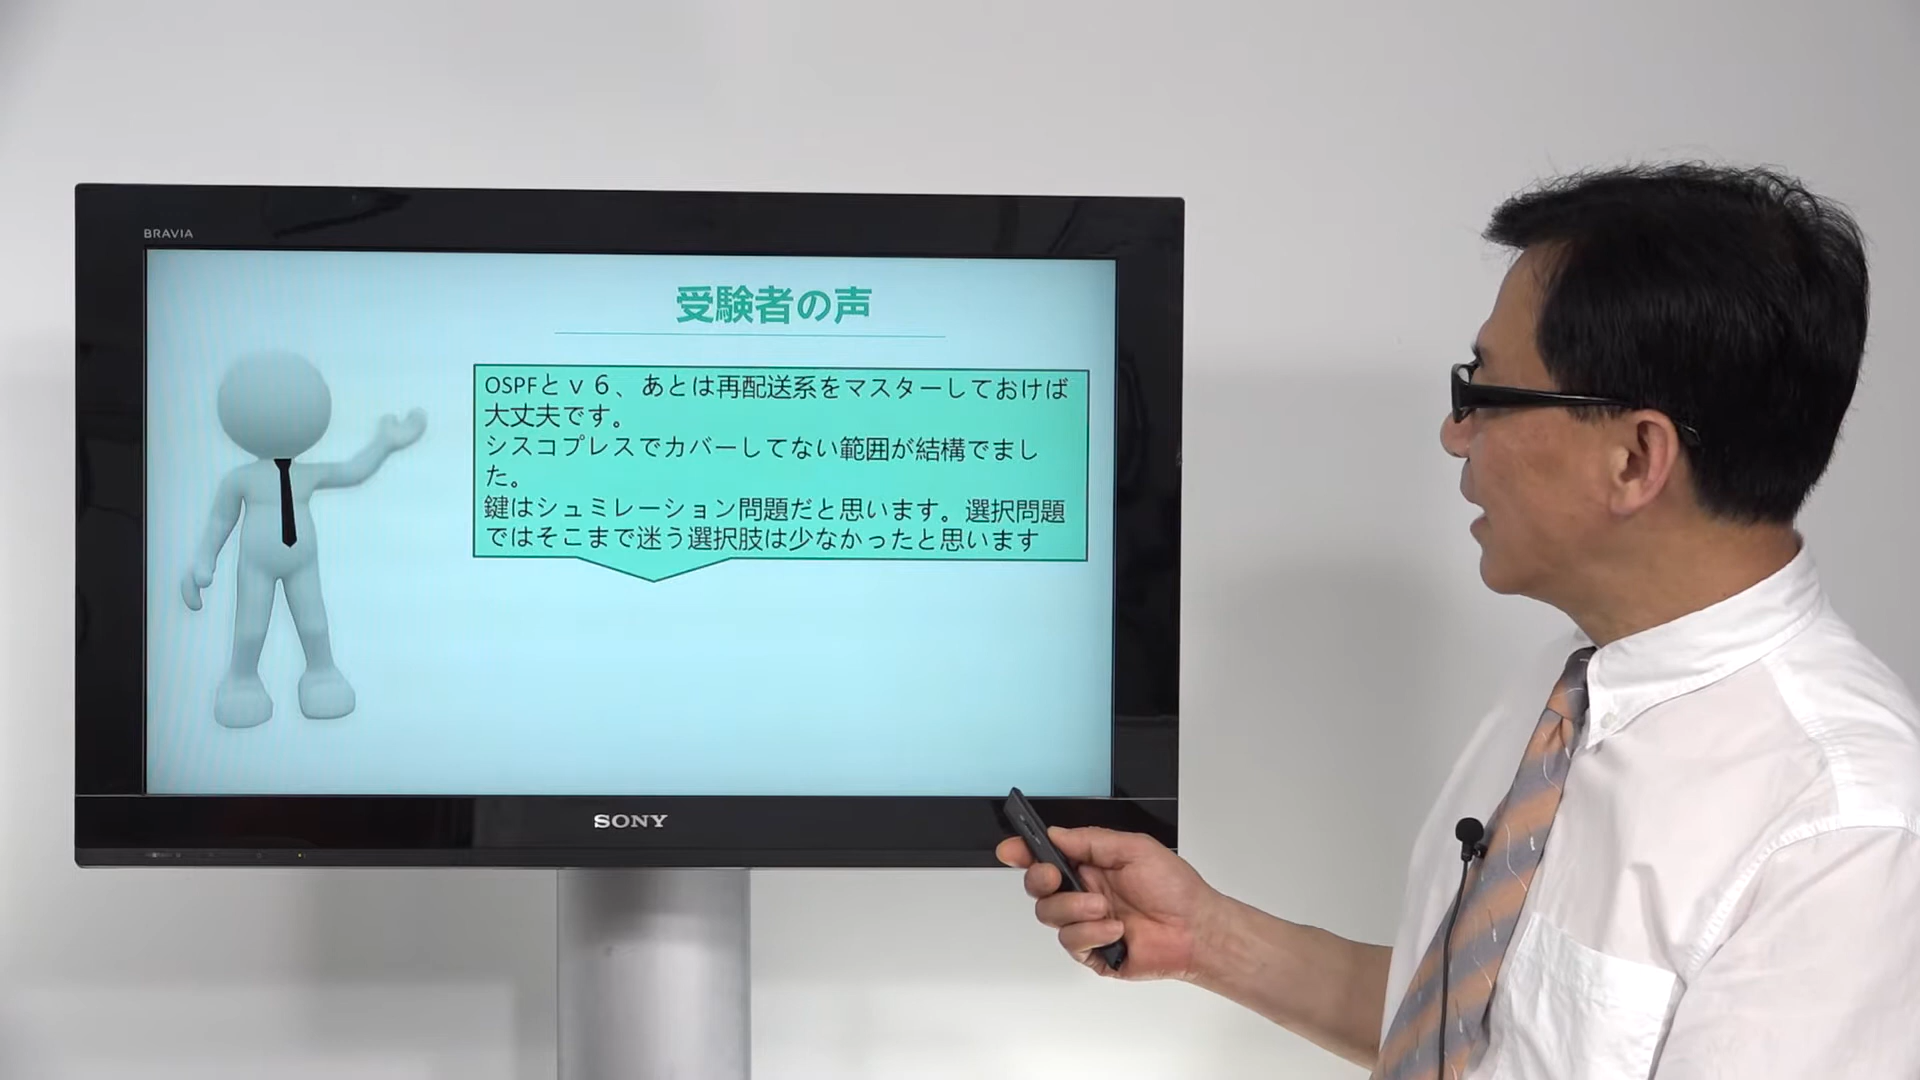 BRAVIA
受験者の声
OSPFとｖ６、あとは再配送系をマスターしておけば
大丈夫です。
シスコプレスでカバーしてない範囲が結構でまし
た。
鍵はシュミレーション問題だと思います。選択問題
ではそこまで迷う選択肢は少なかったと思います
SONY